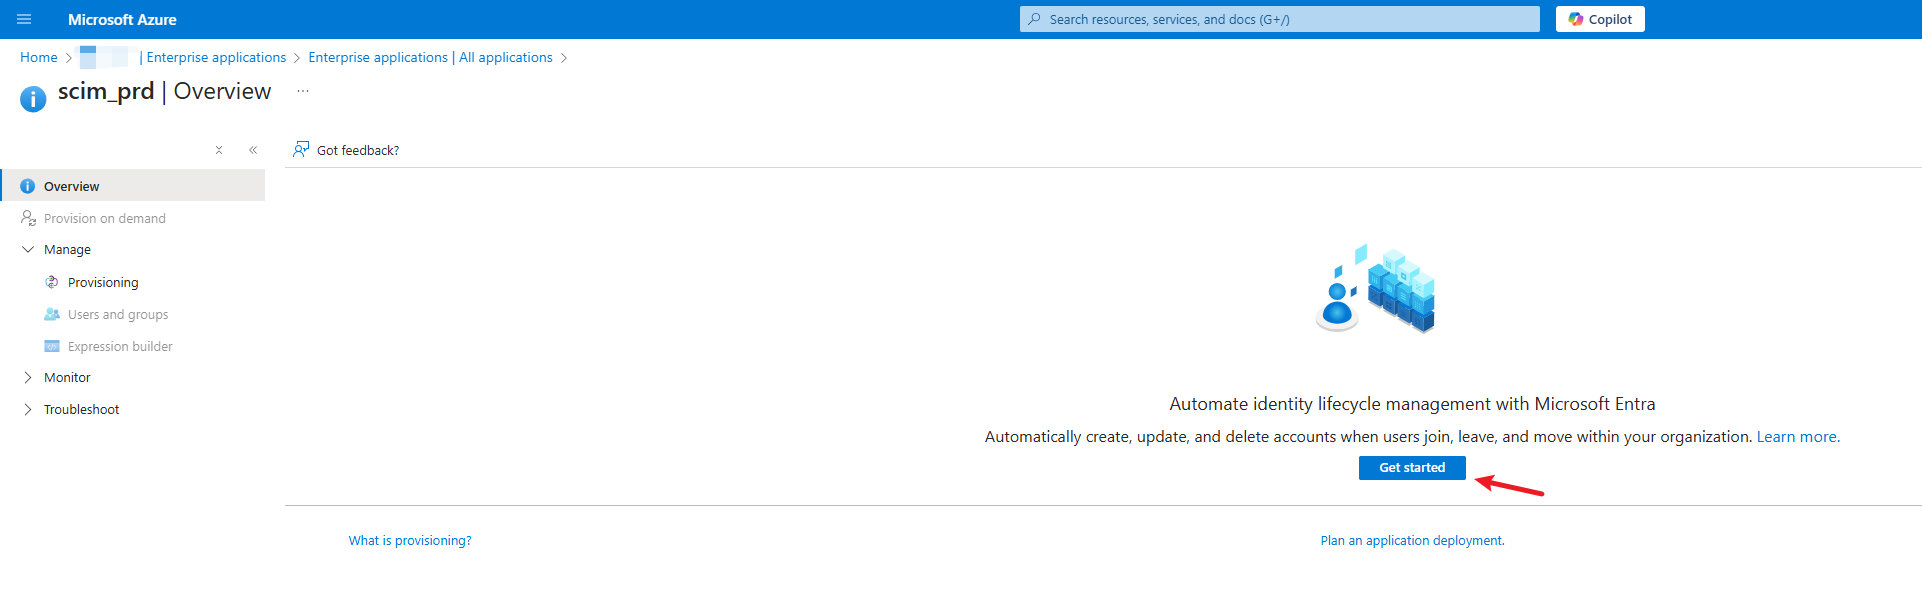 Microsoft Azure
Search resources, services, and docs (G+/)
Copilot
Home > | Enterprise applications > Enterprise applications | All applications >
scim_prd | Overview ...
Got feedback?
Overview
Provision on demand
Manage
Provisioning
Users and groups
Expression builder
Monitor
Troubleshoot
Automate identity lifecycle management with Microsoft Entra
Automatically create, update, and delete accounts when users join, leave, and move within your organization. Learn more.
Get started
What is provisioning?
Plan an application deployment.